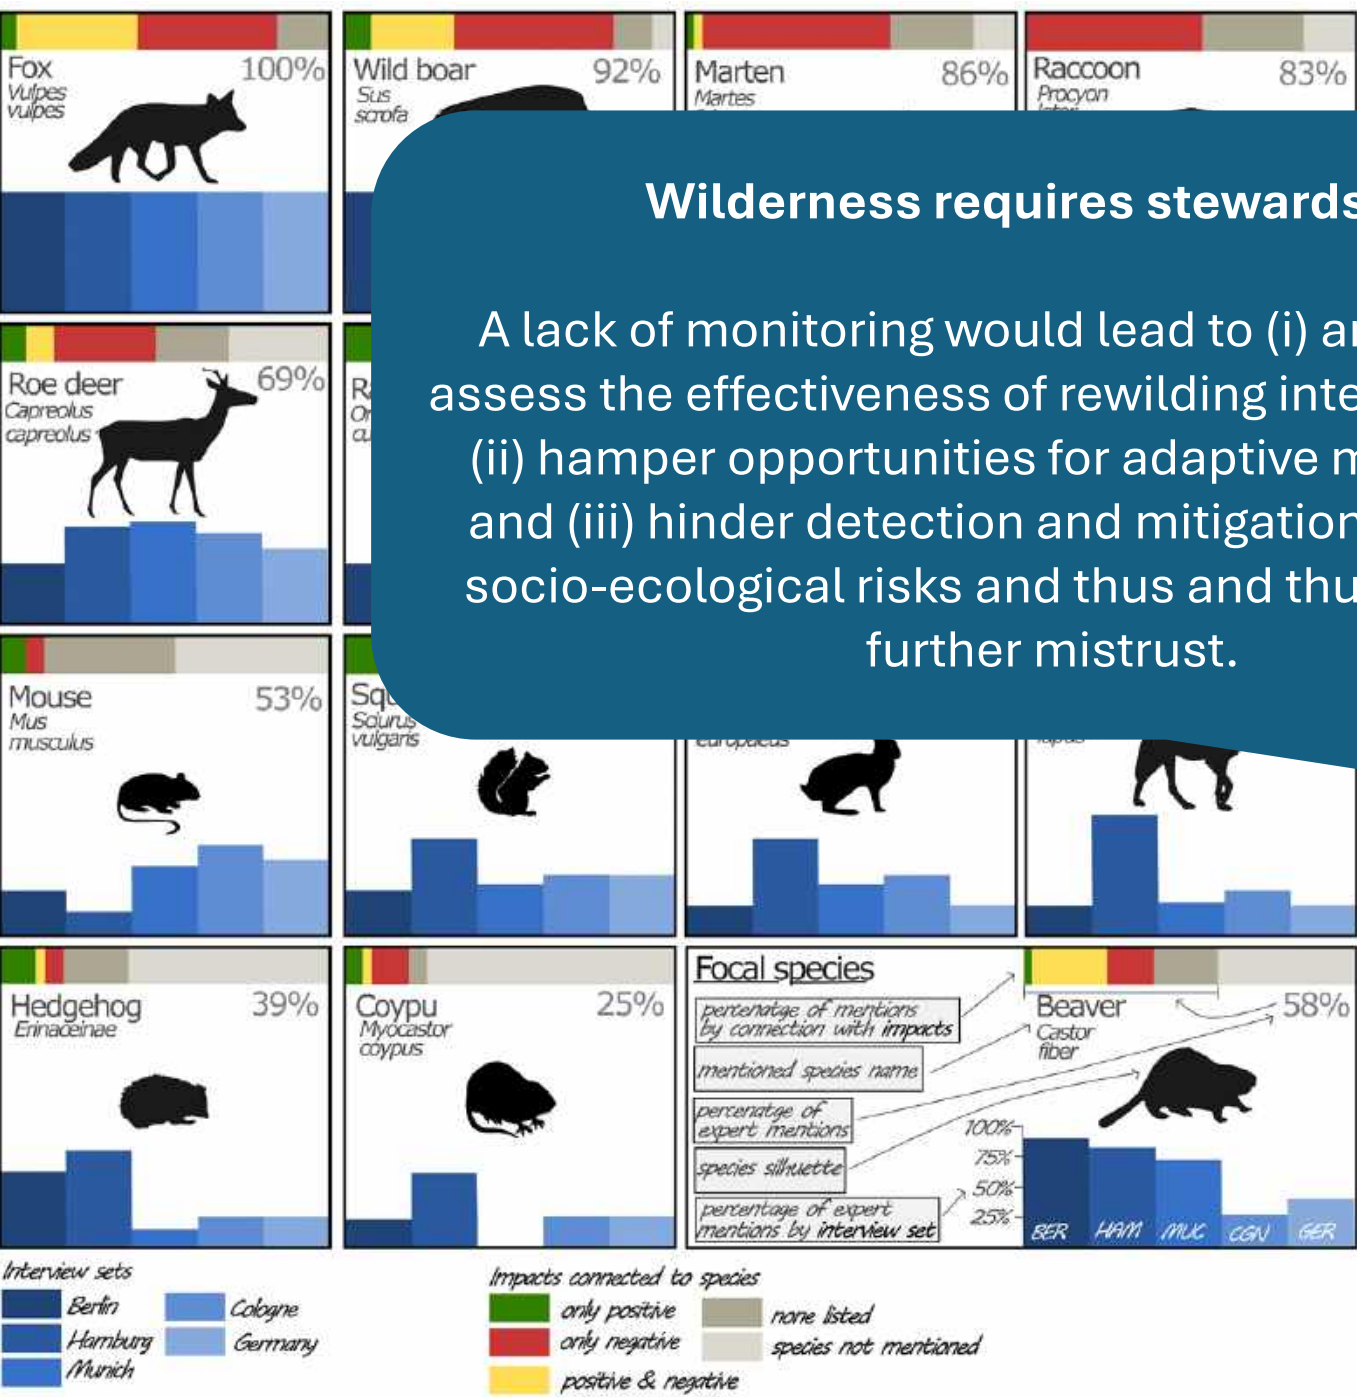 Fox
100%
Vulpes
vulpes
Wild boar
92%
Sus
scrofa
Marten
86%
Martes
Raccoon
83%
Procyon
Wilderness requires stewards
A lack of monitoring would lead to (i) an
assess the effectiveness of rewilding inte
(ii) hamper opportunities for adaptive m
and (iii) hinder detection and mitigation
socio-ecological risks and thus and thu
further mistrust.
Roe deer
69%
Capreolus
capreolus
Mouse
53%
Mus
musculus
Squ
Sciurus
vulgaris
europaeus
lupus
Hedgehog
39%
Erinaceinae
Coypu
25%
Myocastor
coypus
Focal species
percenatge of mentions
by connection with impacts
mentioned species name
percenatge of
expert mentions
species silhuette
percentage of expert
mentions by interview set
Beaver
58%
Castor
fiber
100%
75%
50%
25%
BER HAM MUC CGN GER
Interview sets
Berlin
Hamburg
Munich
Cologne
Germany
Impacts connected to species
only positive
only negative
positive & negative
none listed
species not mentioned